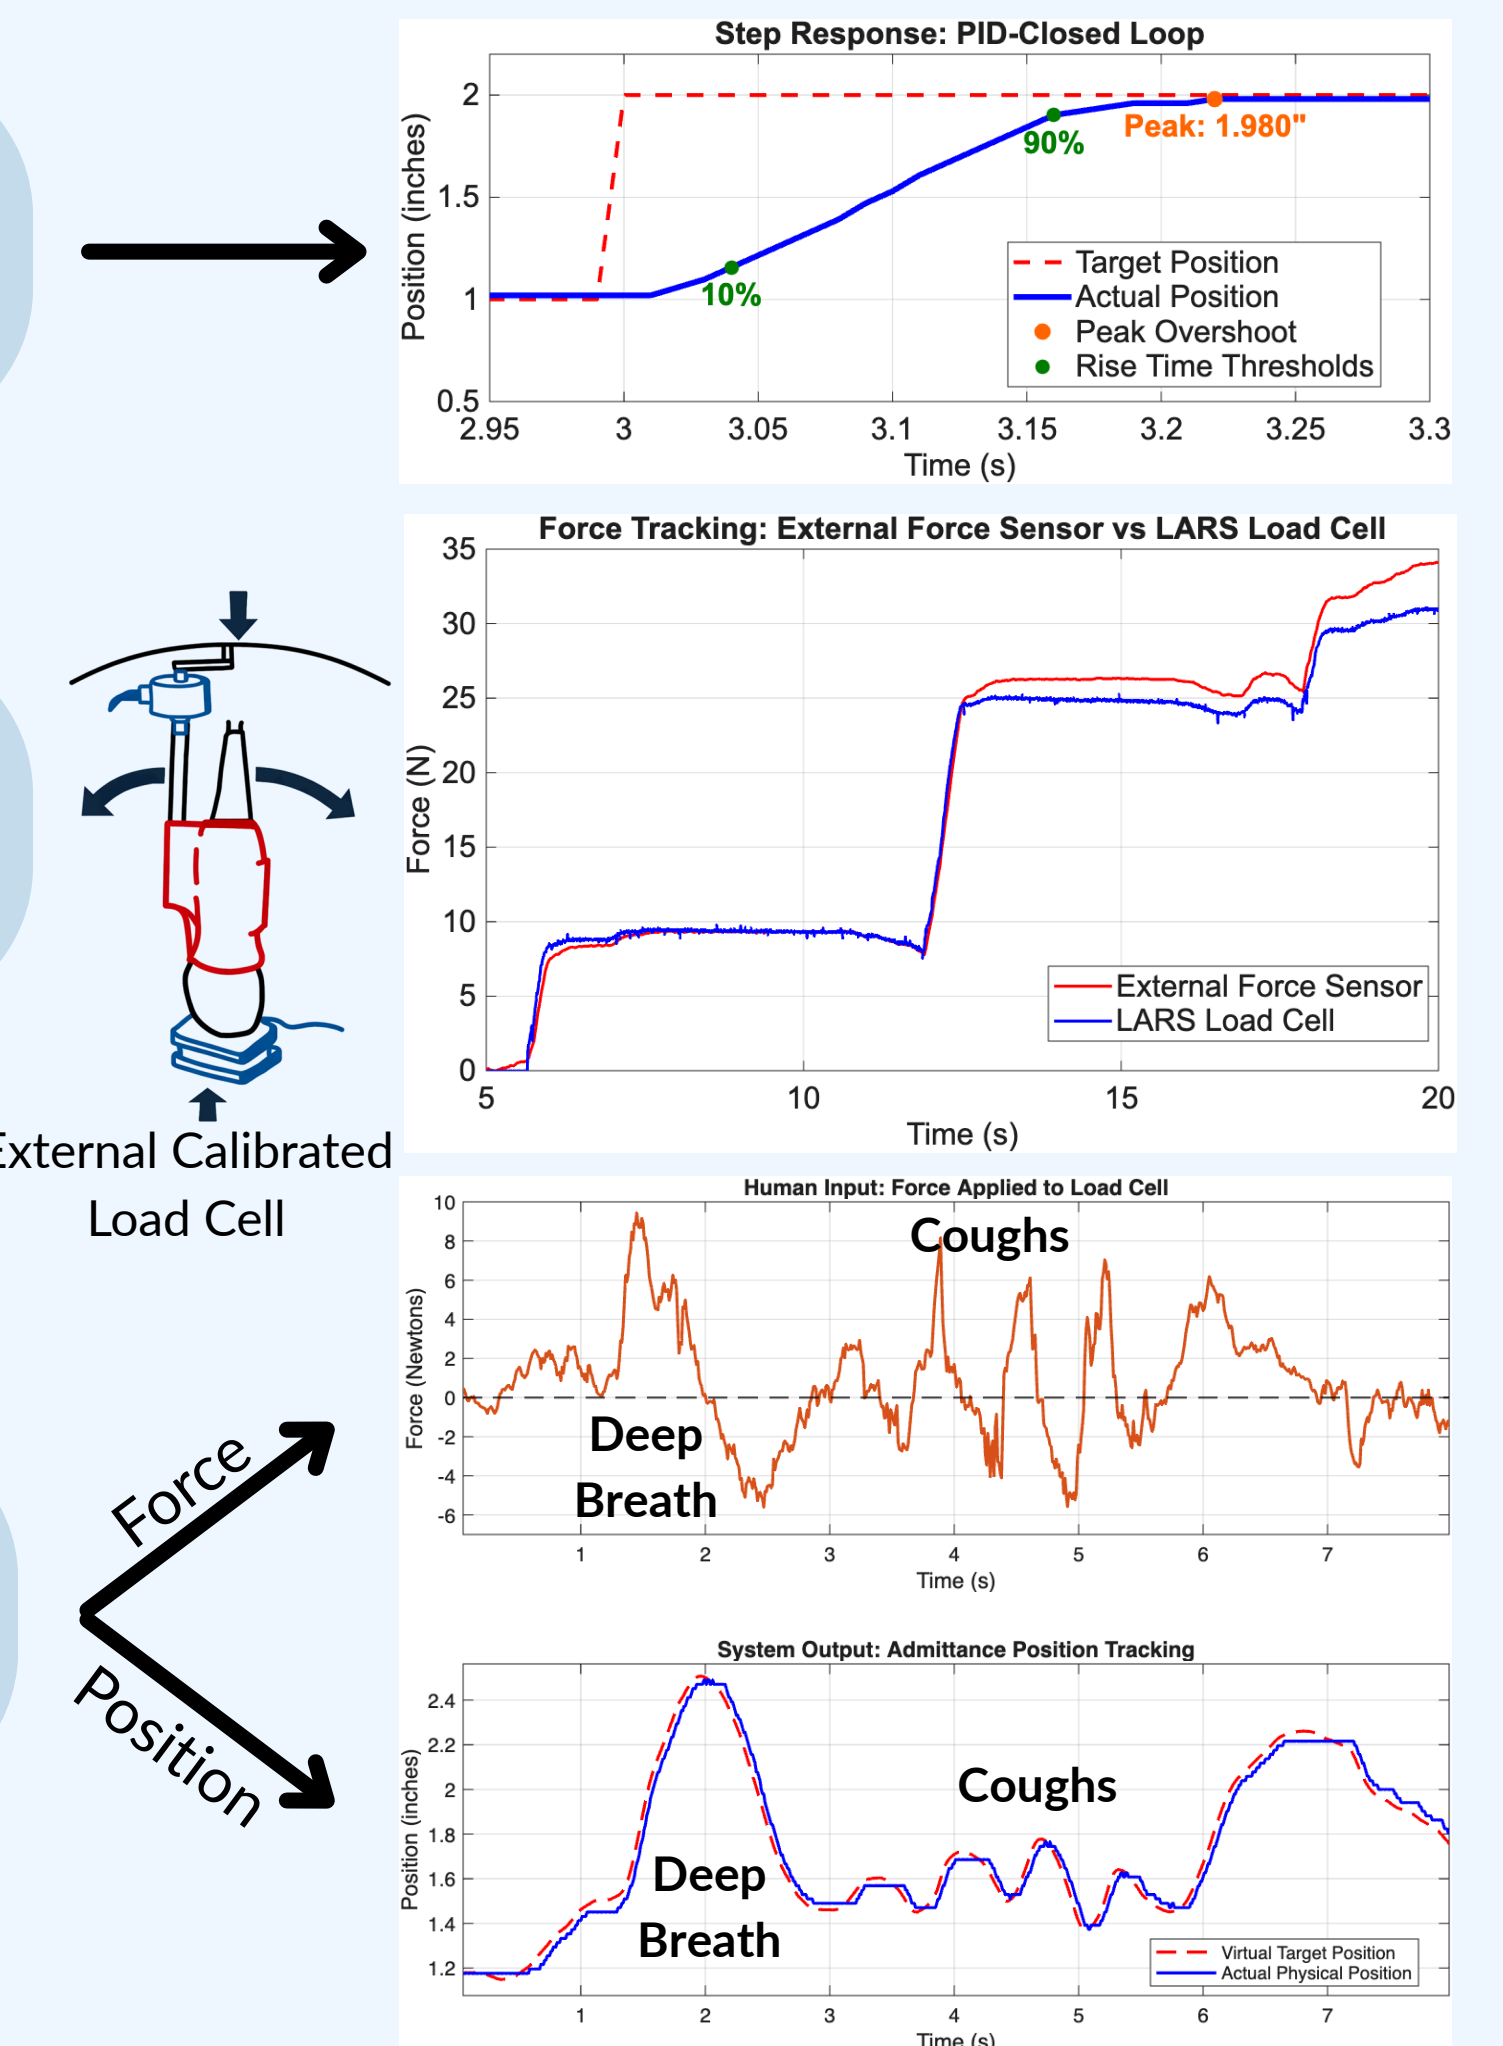 Step Response: PID-Closed Loop
Position (inches)
2
1.5
1
0.5
90%
Peak: 1.980"
10%
Target Position
Actual Position
Peak Overshoot
Rise Time Thresholds
2.95 3 3.05 3.1 3.15 3.2 3.25 3.3
Time (s)
Force Tracking: External Force Sensor vs LARS Load Cell
Force (N)
35
30
25
20
15
10
5
0
External Force Sensor
LARS Load Cell
5 10 15 20
Time (s)
External Calibrated
Load Cell
Human Input: Force Applied to Load Cell
Force (Newtons)
10
8
6
4
2
0
-2
-4
-6
Coughs
Deep
Breath
1 2 3 4 5 6 7
Time (s)
Force
Position
System Output: Admittance Position Tracking
Position (inches)
2.4
2.2
2
1.8
1.6
1.4
1.2
Coughs
Deep
Breath
Virtual Target Position
Actual Physical Position
1 2 3 4 5 6 7
Time (s)